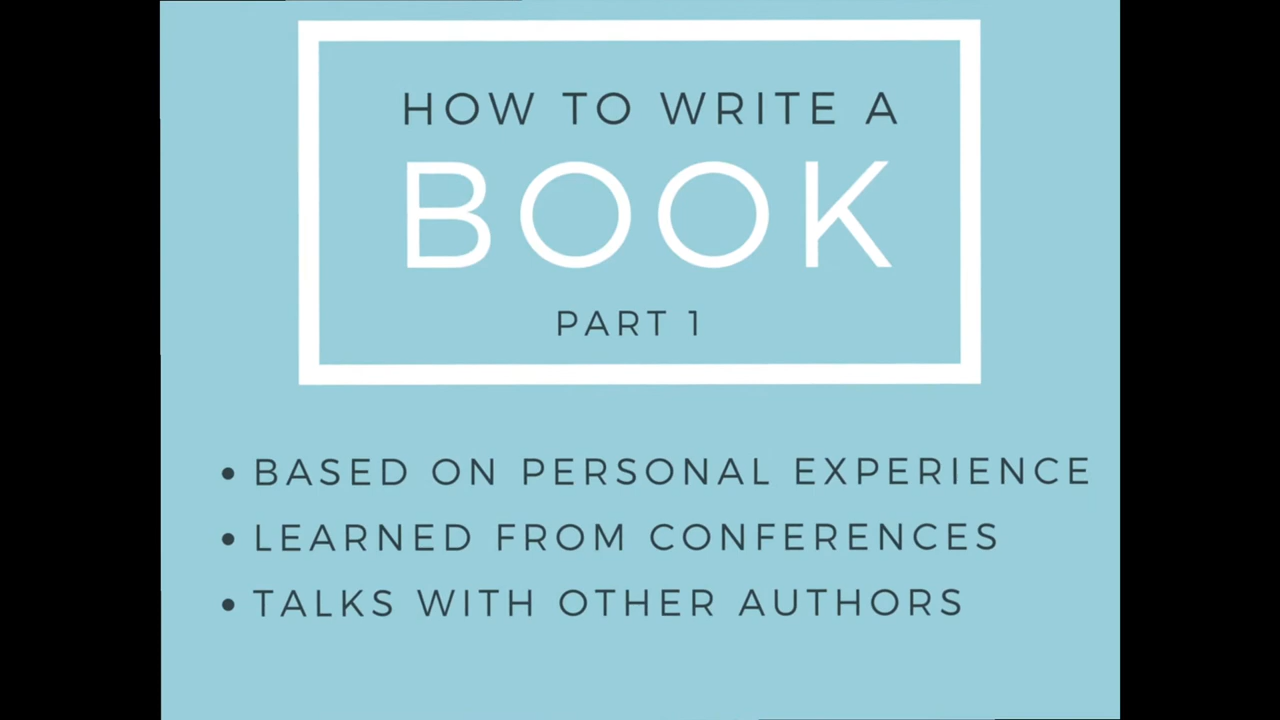 HOW TO WRITE A
BOOK
PART 1
• BASED ON PERSONAL EXPERIENCE
• LEARNED FROM CONFERENCES
• TALKS WITH OTHER AUTHORS